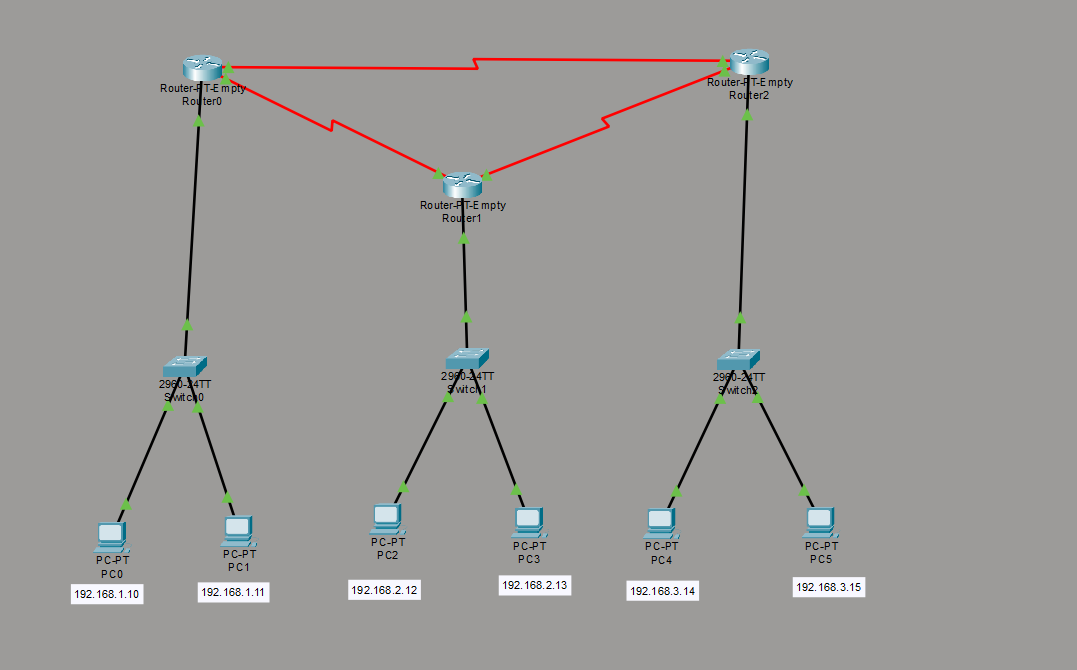 Router-PT-Empty
Router0
Router-PT-Empty
Router2
Router-PT-Empty
Router1
2960-24TT
Switch0
2960-24TT
Switch1
2960-24TT
Switch2
PC-PT
PC0
PC-PT
PC1
PC-PT
PC2
PC-PT
PC3
PC-PT
PC4
PC-PT
PC5
192.168.1.10
192.168.1.11
192.168.2.12
192.168.2.13
192.168.3.14
192.168.3.15